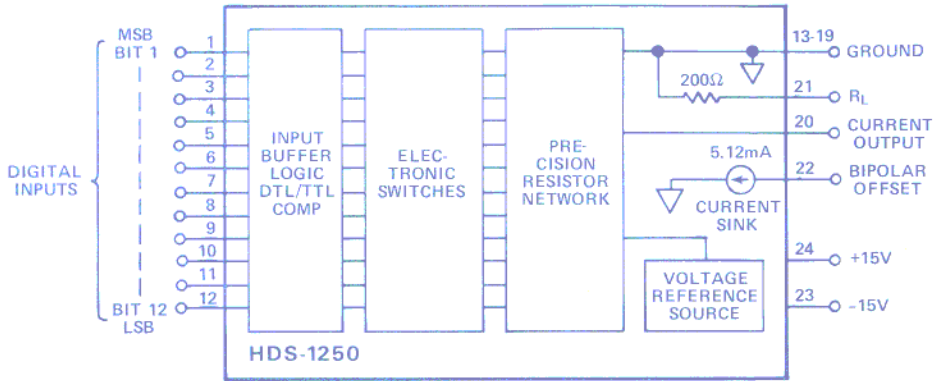 MSB
BIT 1
1
2
3
4
5
6
7
8
9
10
11
12
DIGITAL
INPUTS
BIT 12
LSB
INPUT
BUFFER
LOGIC
DTL/TTL
COMP
ELEC-
TRONIC
SWITCHES
PRE-
CISION
RESISTOR
NETWORK
200Ω
5.12mA
CURRENT
SINK
VOLTAGE
REFERENCE
SOURCE
13-19
GROUND
21
RL
20
CURRENT
OUTPUT
22
BIPOLAR
OFFSET
24
+15V
23
-15V
HDS-1250